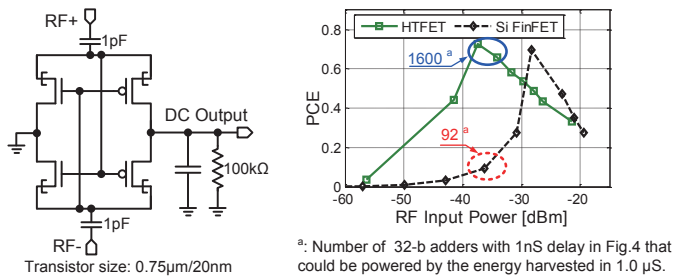 RF+
1pF
DC Output
100kΩ
1pF
RF-
Transistor size: 0.75µm/20nm
HTFET
Si FinFET
0.8
0.6
0.4
0.2
0
PCE
1600 a
92 a
-60
-50
-40
-30
-20
-10
RF Input Power [dBm]
a: Number of 32-b adders with 1nS delay in Fig.4 that
could be powered by the energy harvested in 1.0 µS.